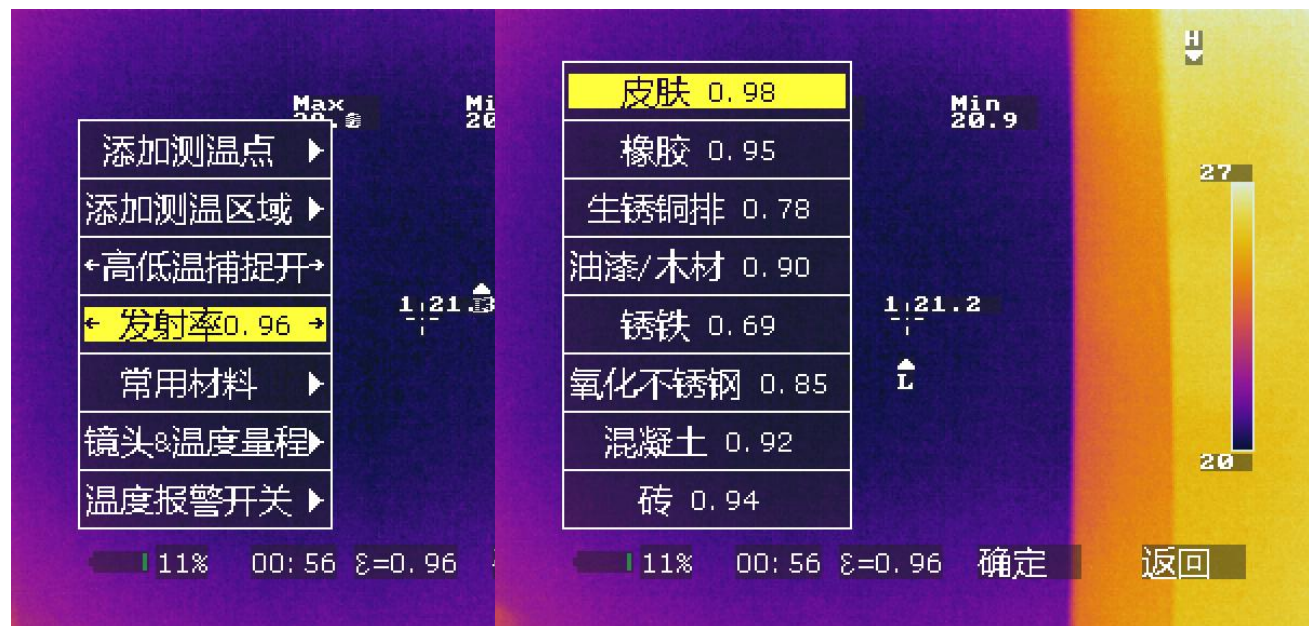 Max
添加测温点
添加测温区域
←高低温捕捉开→
← 发射率0.96 →
常用材料
镜头&温度量程
温度报警开关
1
11% 00:56 ε=0.96
皮肤 0.98
橡胶 0.95
生锈铜排 0.78
油漆/木材 0.90
锈铁 0.69
氧化不锈钢 0.85
混凝土 0.92
砖 0.94
H
Min
20.9
27
1 21.2
L
20
11% 00:56 ε=0.96 确定 返回